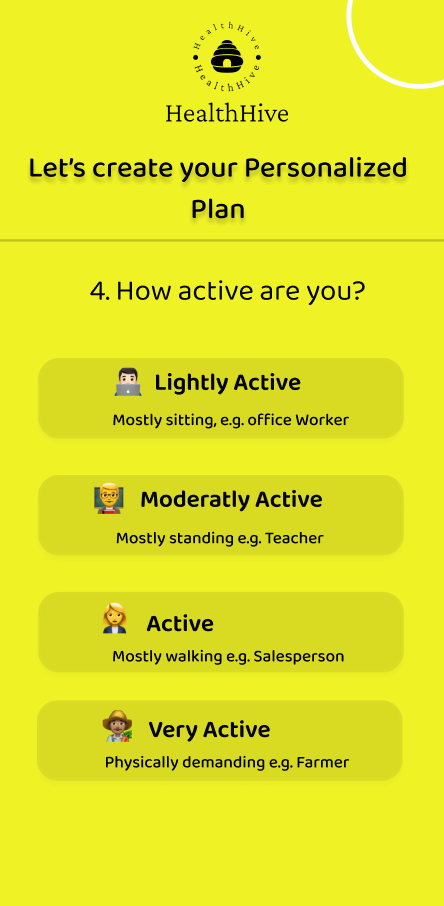 HealthHive
HealthHive
HealthHive
Let's create your Personalized
Plan
4. How active are you?
Lightly Active
Mostly sitting, e.g. office Worker
Moderatly Active
Mostly standing e.g. Teacher
Active
Mostly walking e.g. Salesperson
Very Active
Physically demanding e.g. Farmer